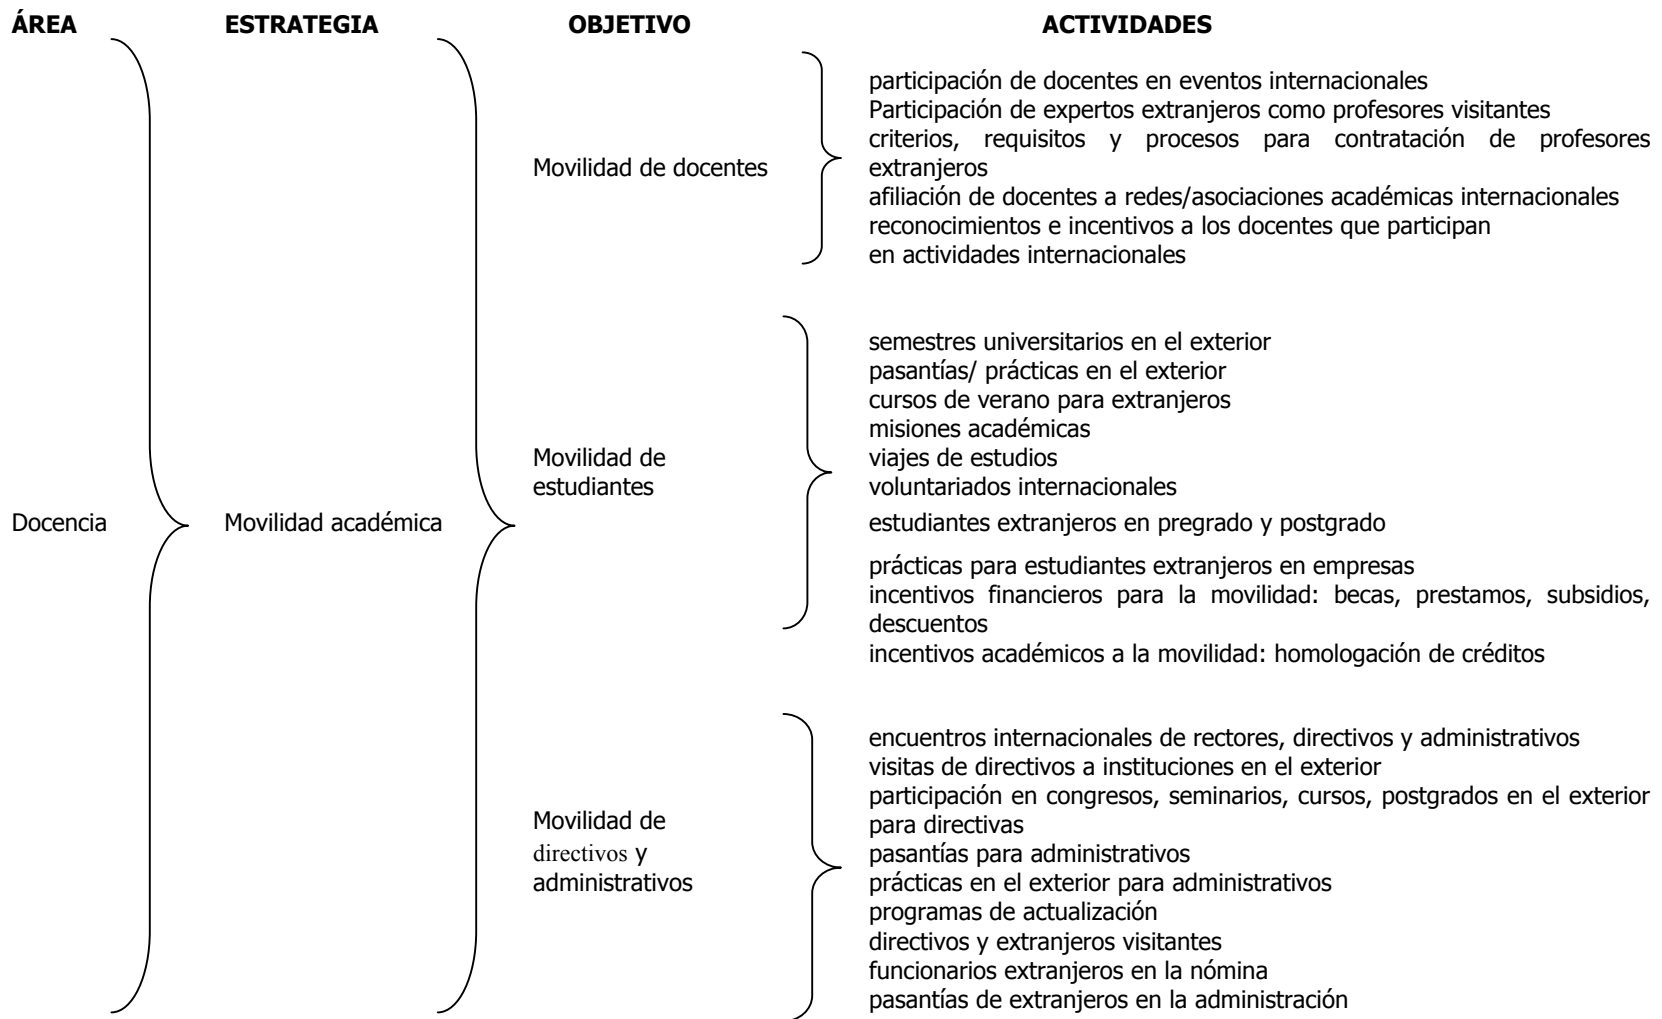 ÁREA ESTRATEGIA OBJETIVO ACTIVIDADES
Movilidad de docentes
participación de docentes en eventos internacionales
Participación de expertos extranjeros como profesores visitantes
criterios, requisitos y procesos para contratación de profesores
extranjeros
afiliación de docentes a redes/asociaciones académicas internacionales
reconocimientos e incentivos a los docentes que participan
en actividades internacionales
Docencia
Movilidad académica
Movilidad de
estudiantes
semestres universitarios en el exterior
pasantías/ prácticas en el exterior
cursos de verano para extranjeros
misiones académicas
viajes de estudios
voluntariados internacionales
estudiantes extranjeros en pregrado y postgrado
prácticas para estudiantes extranjeros en empresas
incentivos financieros para la movilidad: becas, prestamos, subsidios,
descuentos
incentivos académicos a la movilidad: homologación de créditos
Movilidad de
directivos y
administrativos
encuentros internacionales de rectores, directivos y administrativos
visitas de directivos a instituciones en el exterior
participación en congresos, seminarios, cursos, postgrados en el exterior
para directivas
pasantías para administrativos
prácticas en el exterior para administrativos
programas de actualización
directivos y extranjeros visitantes
funcionarios extranjeros en la nómina
pasantías de extranjeros en la administración